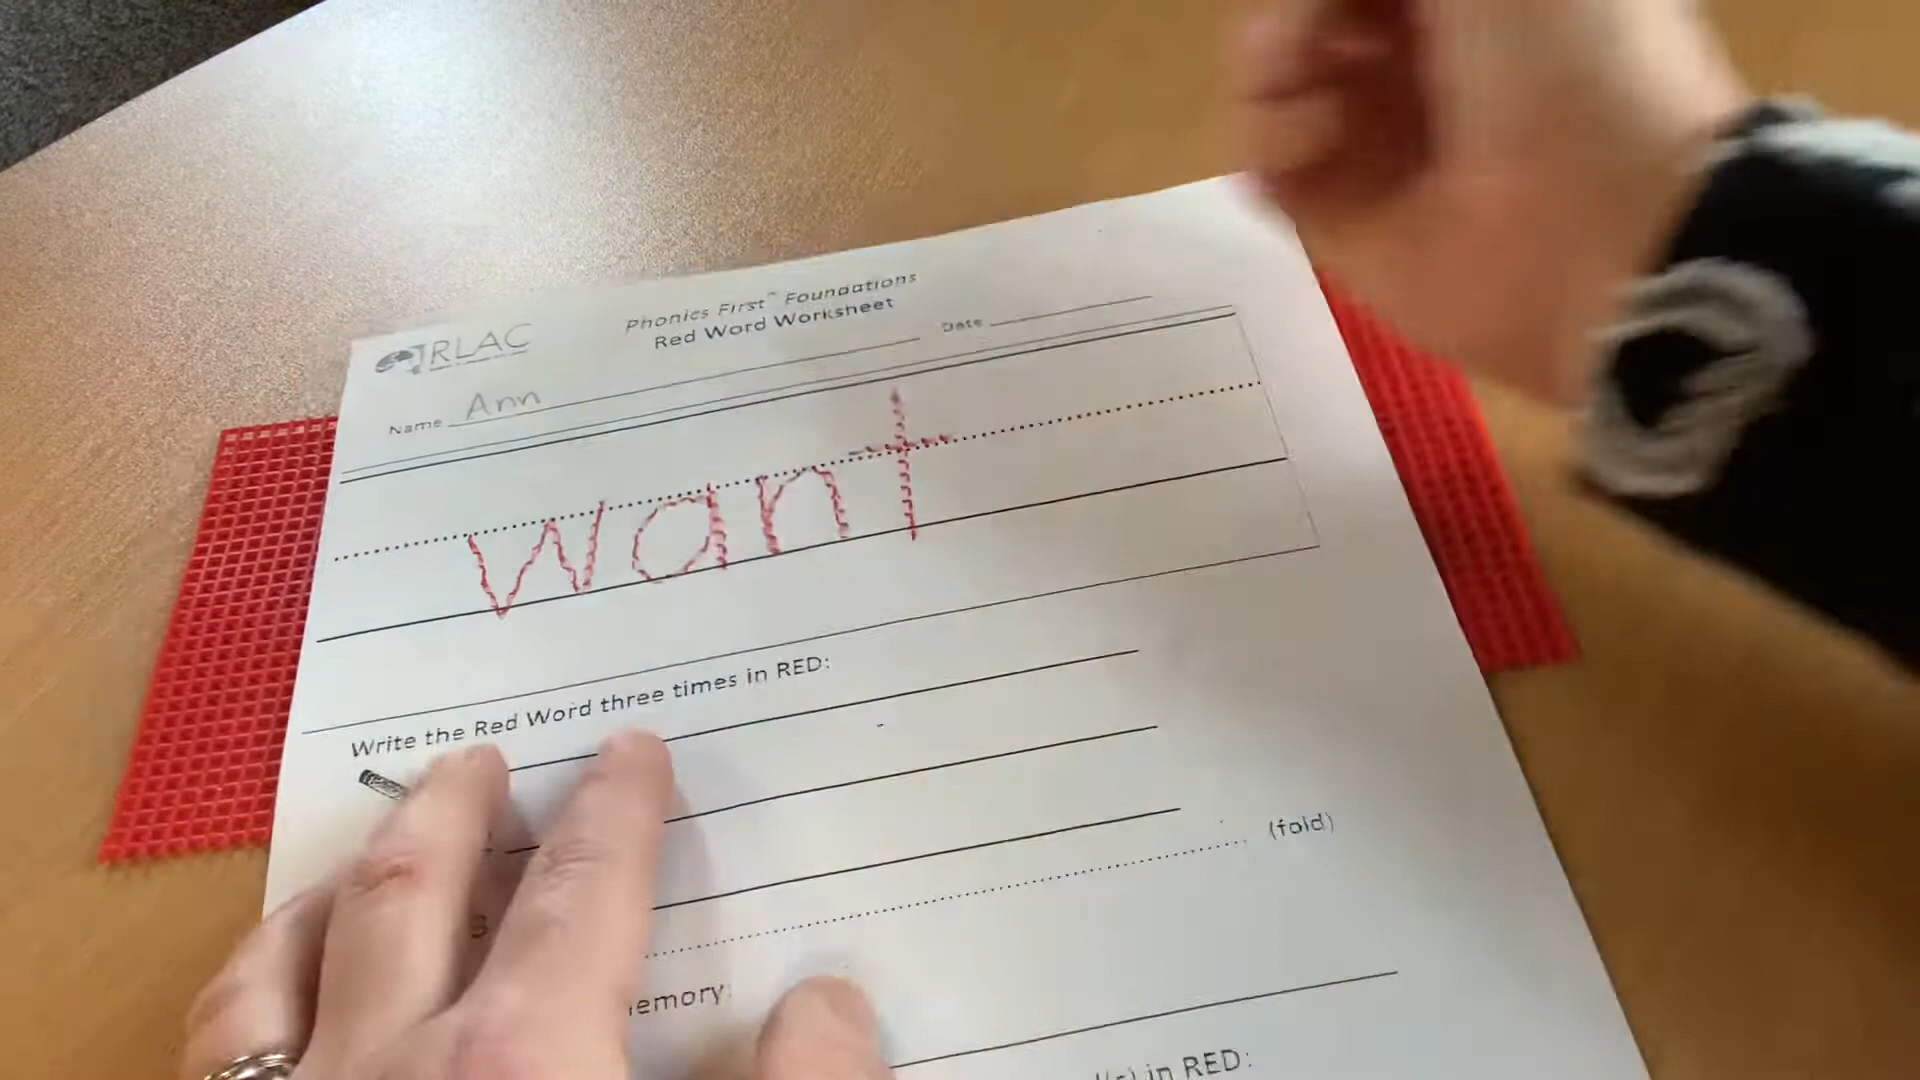 RLAC
Phonics First™ Foundations
Red Word Worksheet
Name Ann Date
want
Write the Red Word three times in RED:
3
(fold)
in RED: